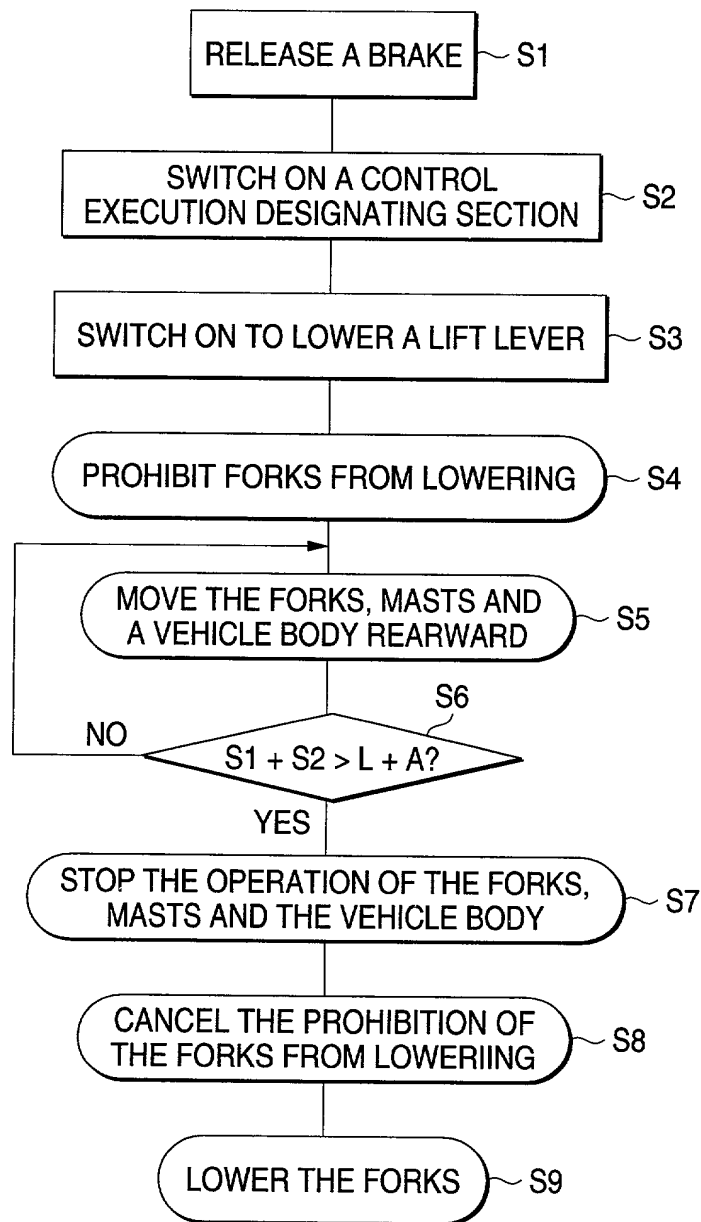 RELEASE A BRAKE
S1
SWITCH ON A CONTROL
EXECUTION DESIGNATING SECTION
S2
SWITCH ON TO LOWER A LIFT LEVER
S3
PROHIBIT FORKS FROM LOWERING
S4
MOVE THE FORKS, MASTS AND
A VEHICLE BODY REARWARD
S5
S6
NO
S1 + S2 > L + A?
YES
STOP THE OPERATION OF THE FORKS,
MASTS AND THE VEHICLE BODY
S7
CANCEL THE PROHIBITION OF
THE FORKS FROM LOWERIING
S8
LOWER THE FORKS
S9